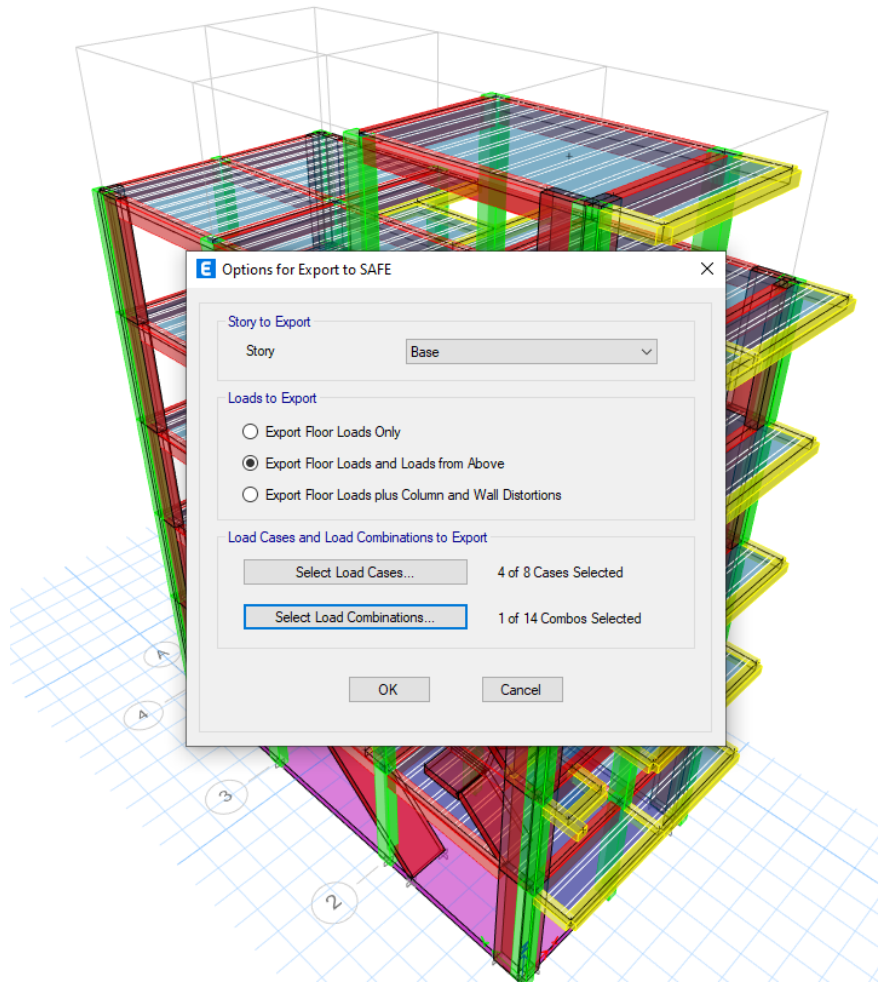 E Options for Export to SAFE
Story to Export
Story Base
Loads to Export
Export Floor Loads Only
Export Floor Loads and Loads from Above
Export Floor Loads plus Column and Wall Distortions
Load Cases and Load Combinations to Export
Select Load Cases... 4 of 8 Cases Selected
Select Load Combinations... 1 of 14 Combos Selected
OK Cancel
A
4
3
2